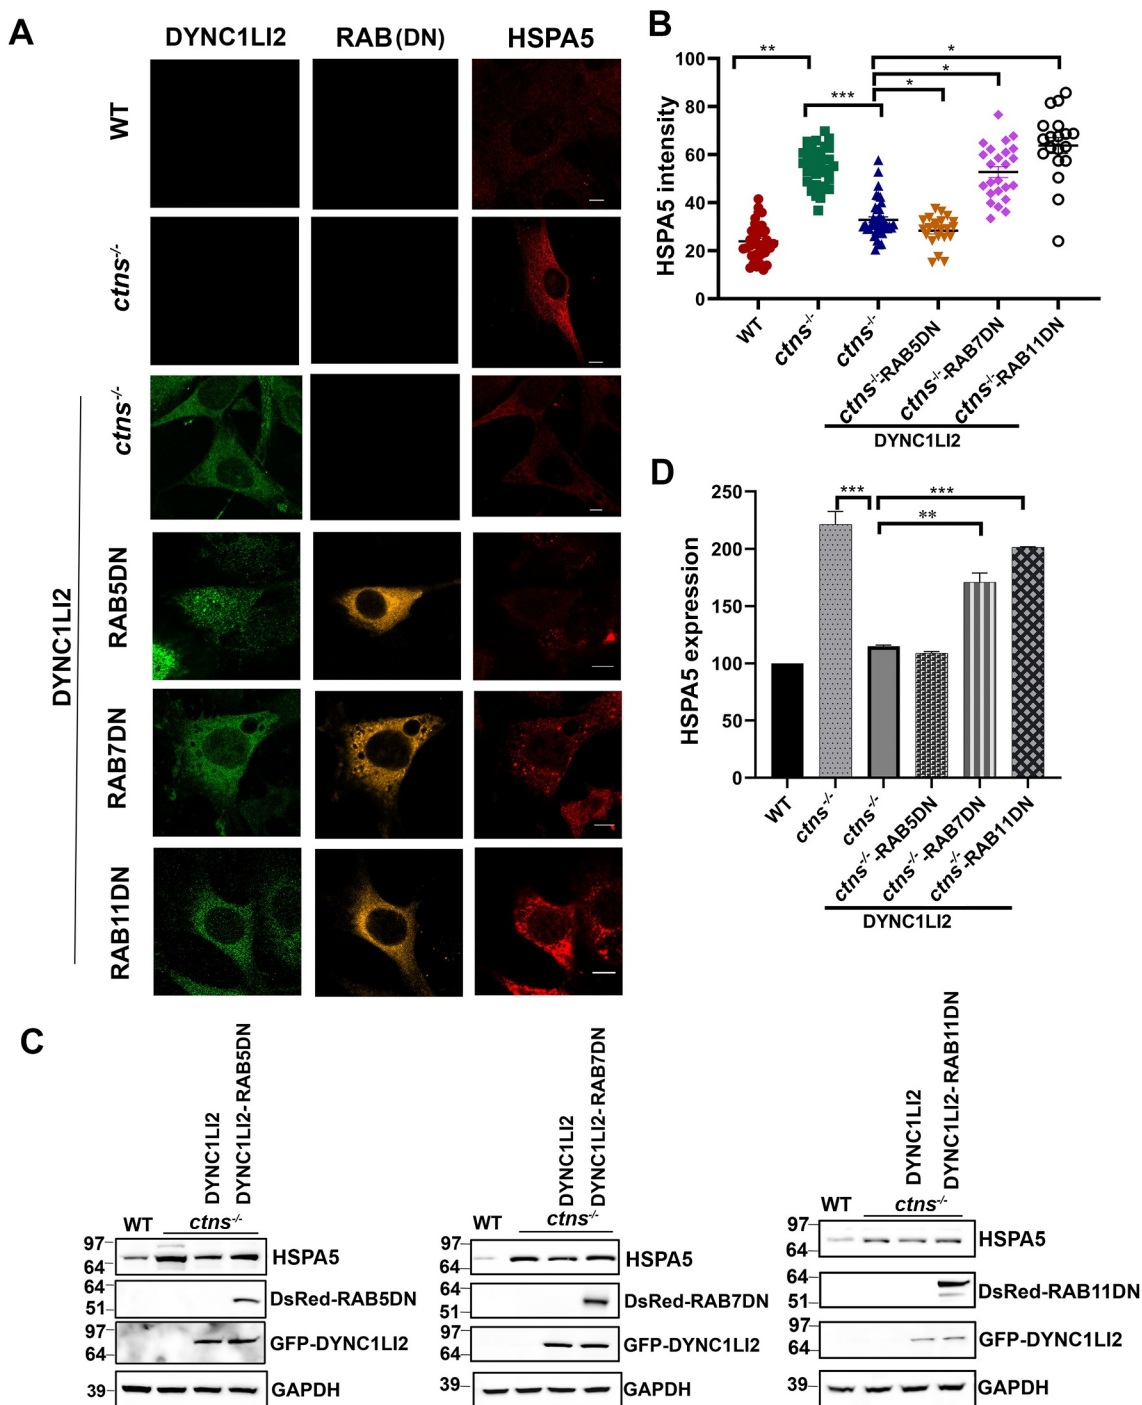 A
DYNC1LI2 RAB(DN) HSPA5
WT
ctns-/-
ctns-/-
RAB5DN
RAB7DN
RAB11DN
DYNC1LI2
B
HSPA5 intensity
100
80
60
40
20
0
** *** * * *
WT
ctns-/-
ctns-/-
ctns-/--RAB5DN
ctns-/--RAB7DN
ctns-/--RAB11DN
DYNC1LI2
D
HSPA5 expression
250
200
150
100
50
0
*** ** ***
WT
ctns-/-
ctns-/-
ctns-/--RAB5DN
ctns-/--RAB7DN
ctns-/-RAB11DN
DYNC1LI2
C
DYNC1LI2
DYNC1LI2-RAB5DN
WT ctns-/-
97
64
HSPA5
64
51
DsRed-RAB5DN
97
64
GFP-DYNC1LI2
39
GAPDH
DYNC1LI2
DYNC1LI2-RAB7DN
WT ctns-/-
97
64
HSPA5
64
51
DsRed-RAB7DN
97
64
GFP-DYNC1LI2
39
GAPDH
DYNC1LI2
DYNC1LI2-RAB11DN
WT ctns-/-
97
64
HSPA5
64
51
DsRed-RAB11DN
97
64
GFP-DYNC1LI2
39
GAPDH